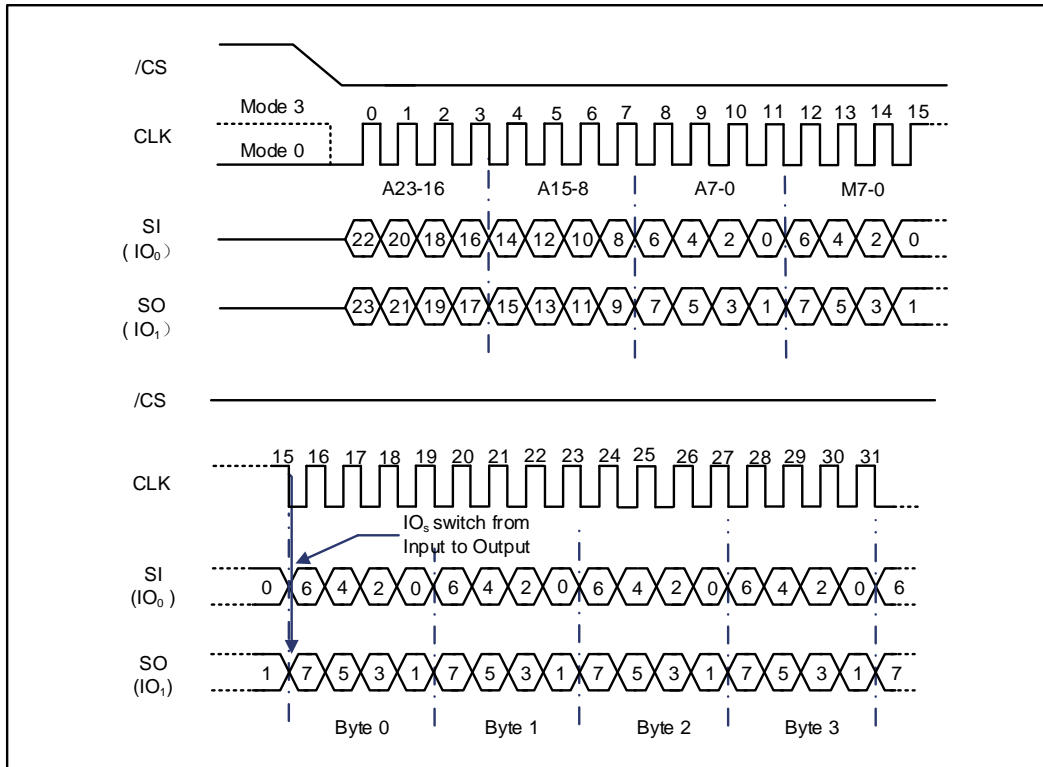 /CS
Mode 3
CLK
Mode 0
0 1 2 3 4 5 6 7 8 9 10 11 12 13 14 15
A23-16 A15-8 A7-0 M7-0
SI
(IO₀)
22 20 18 16 14 12 10 8 6 4 2 0 6 4 2 0
SO
(IO₁)
23 21 19 17 15 13 11 9 7 5 3 1 7 5 3 1
/CS
CLK
15 16 17 18 19 20 21 22 23 24 25 26 27 28 29 30 31
IOₛ switch from
Input to Output
SI
(IO₀)
0 6 4 2 0 6 4 2 0 6 4 2 0 6 4 2 0 6
SO
(IO₁)
1 7 5 3 1 7 5 3 1 7 5 3 1 7 5 3 1 7
Byte 0 Byte 1 Byte 2 Byte 3